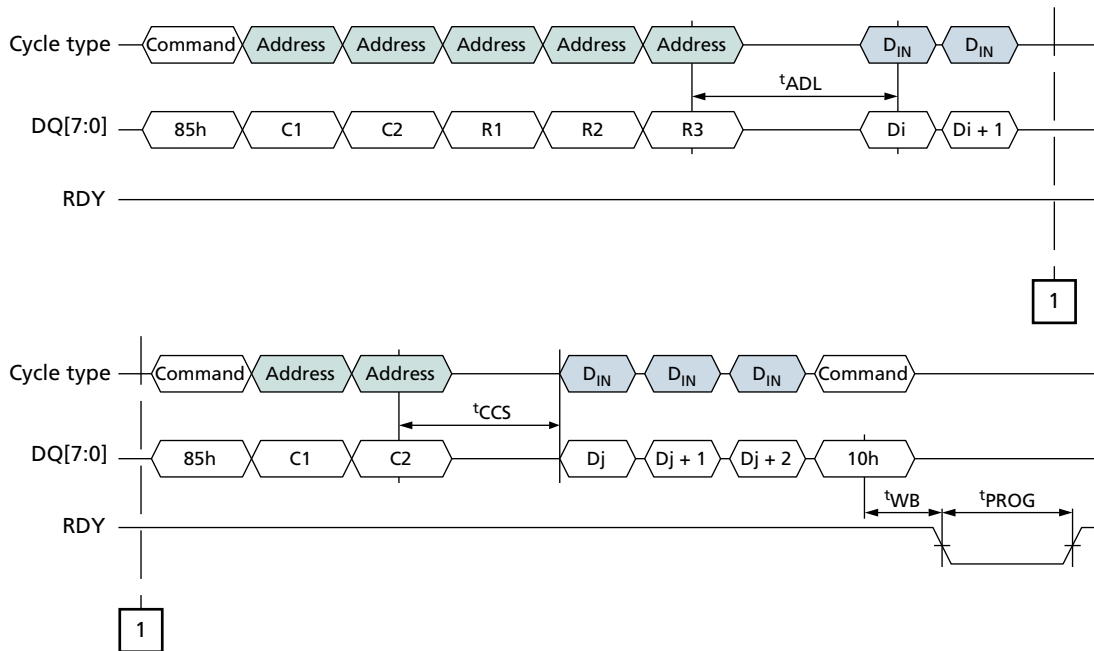 Cycle type Command Address Address Address Address Address DIN DIN
tADL
DQ[7:0] 85h C1 C2 R1 R2 R3 Di Di + 1
RDY
1
Cycle type Command Address Address DIN DIN DIN Command
tCCS
DQ[7:0] 85h C1 C2 Dj Dj + 1 Dj + 2 10h
tWB tPROG
RDY
1